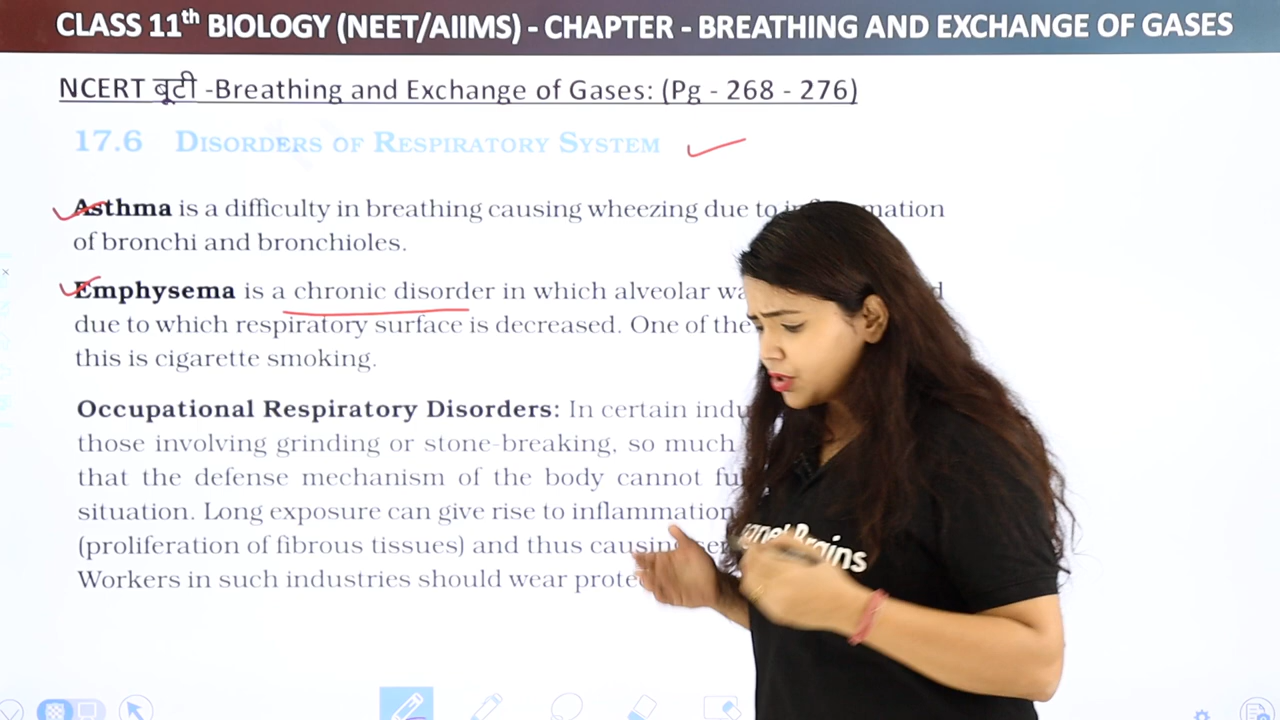 CLASS 11th BIOLOGY (NEET/AIIMS) - CHAPTER - BREATHING AND EXCHANGE OF GASES
NCERT बूटी -Breathing and Exchange of Gases: (Pg - 268 - 276)
17.6 DISORDERS OF RESPIRATORY SYSTEM
Asthma is a difficulty in breathing causing wheezing due to
of bronchi and bronchioles.
Emphysema is a chronic disorder in which alveolar
due to which respiratory surface is decreased. One of the
this is cigarette smoking.
Occupational Respiratory Disorders: In certain
those involving grinding or stone-breaking, so much
that the defense mechanism of the body cannot
situation. Long exposure can give rise to inflammation
(proliferation of fibrous tissues) and thus causing
Workers in such industries should wear
Brains